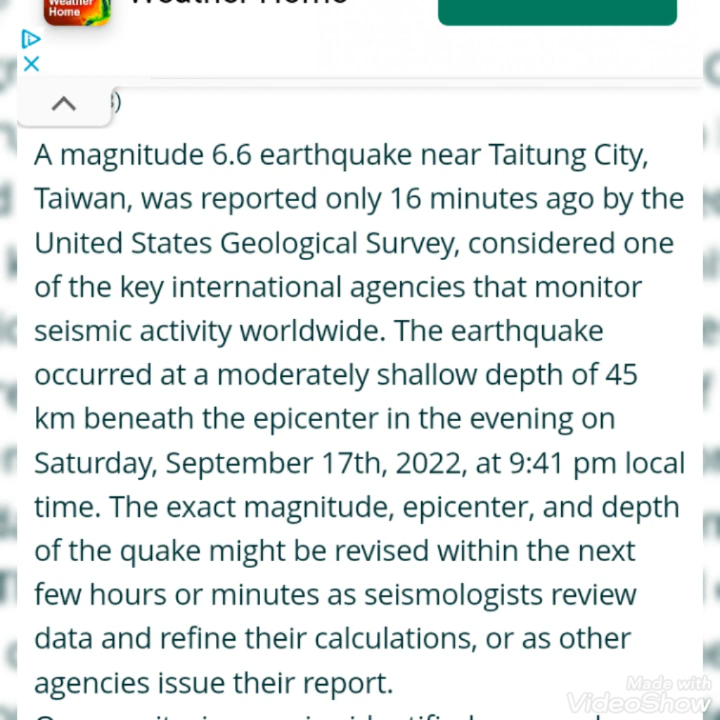 Home
:)
A magnitude 6.6 earthquake near Taitung City,
Taiwan, was reported only 16 minutes ago by the
United States Geological Survey, considered one
of the key international agencies that monitor
seismic activity worldwide. The earthquake
occurred at a moderately shallow depth of 45
km beneath the epicenter in the evening on
Saturday, September 17th, 2022, at 9:41 pm local
time. The exact magnitude, epicenter, and depth
of the quake might be revised within the next
few hours or minutes as seismologists review
data and refine their calculations, or as other
agencies issue their report.
Made with
VideoShow